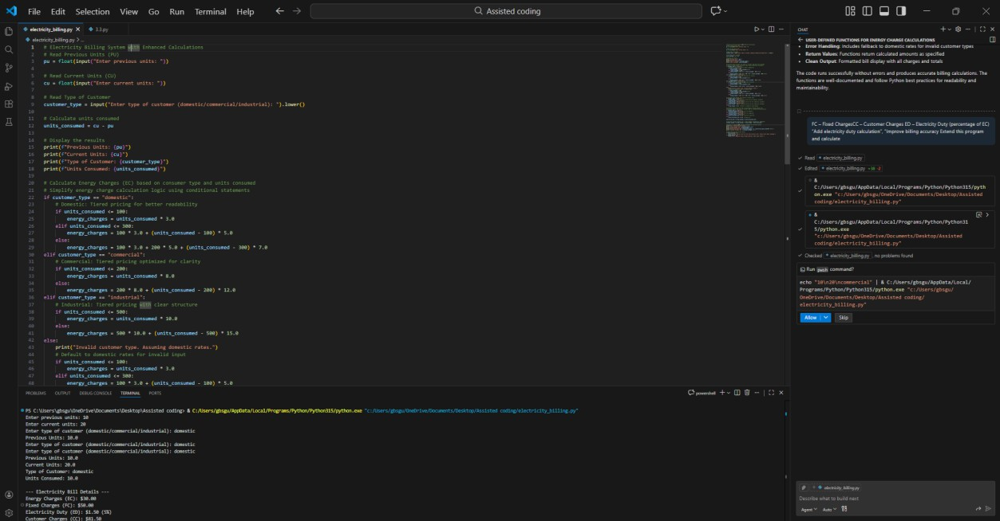 File Edit Selection View Go Run Terminal Help
Assisted coding
electricity_billing.py
3.3.py
electricity_billing.py > ...
1 # Electricity Billing System with Enhanced Calculations
2 # Read Previous Units (PU)
3 pu = float(input("Enter previous units: "))
4
5 # Read Current Units (CU)
6 cu = float(input("Enter current units: "))
7
8 # Read Type of Customer
9 customer_type = input("Enter type of customer (domestic/commercial/industrial): ").lower()
10
11 # Calculate units consumed
12 units_consumed = cu - pu
13
14 # Display the results
15 print(f"Previous Units: {pu}")
16 print(f"Current Units: {cu}")
17 print(f"Type of Customer: {customer_type}")
18 print(f"Units Consumed: {units_consumed}")
19
20 # Calculate Energy Charges (EC) based on consumer type and units consumed
21 # Simplify energy charge calculation logic using conditional statements
22 if customer_type == "domestic":
23 # Domestic: Tiered pricing for better readability
24 if units_consumed <= 100:
25 energy_charges = units_consumed * 3.0
26 elif units_consumed <= 300:
27 energy_charges = 100 * 3.0 + (units_consumed - 100) * 5.0
28 else:
29 energy_charges = 100 * 3.0 + 200 * 5.0 + (units_consumed - 300) * 7.0
30 elif customer_type == "commercial":
31 # Commercial: Tiered pricing optimized for clarity
32 if units_consumed <= 200:
33 energy_charges = units_consumed * 8.0
34 else:
35 energy_charges = 200 * 8.0 + (units_consumed - 200) * 12.0
36 elif customer_type == "industrial":
37 # Industrial: Tiered pricing with clear structure
38 if units_consumed <= 500:
39 energy_charges = units_consumed * 10.0
40 else:
41 energy_charges = 500 * 10.0 + (units_consumed - 500) * 15.0
42 else:
43 print("Invalid customer type. Assuming domestic rates.")
44 # Default to domestic rates for invalid input
45 if units_consumed <= 100:
46 energy_charges = units_consumed * 3.0
47 elif units_consumed <= 300:
48 energy_charges = 100 * 3.0 + (units_consumed - 100) * 5.0
PROBLEMS OUTPUT DEBUG CONSOLE TERMINAL PORTS
powershell
PS C:\Users\gbsgu\OneDrive\Documents\Desktop\Assisted coding> & C:/Users/gbsgu/AppData/Local/Programs/Python/Python315/python.exe "c:/Users/gbsgu/OneDrive/Documents/Desktop/Assisted coding/electricity_billing.py"
Enter previous units: 10
Enter current units: 20
Enter type of customer (domestic/commercial/industrial): domestic
Previous Units: 10.0
Enter type of customer (domestic/commercial/industrial): domestic
Enter type of customer (domestic/commercial/industrial): domestic
Previous Units: 10.0
Current Units: 20.0
Type of Customer: domestic
Units Consumed: 10.0
--- Electricity Bill Details ---
Energy Charges (EC): $30.00
Fixed Charges (FC): $50.00
Electricity Duty (ED): $1.50 (5%)
Customer Charges (CC): $81.50
CHAT
USER-DEFINED FUNCTIONS FOR ENERGY CHARGE CALCULATIONS
• Error Handling: Includes fallback to domestic rates for invalid customer types
• Return Values: Functions return calculated amounts as specified
• Clean Output: Formatted bill display with all charges and totals
The code runs successfully without errors and produces accurate billing calculations. The
functions are well-documented and follow Python best practices for readability and
maintainability.
FC – Fixed ChargesCC – Customer Charges ED – Electricity Duty (percentage of EC)
"Add electricity duty calculation", "Improve billing accuracy Extend this program
and calculate
Read electricity_billing.py
Edited electricity_billing.py
&
C:/Users/gbsgu/AppData/Local/Programs/Python/Python315/pyth
on.exe "c:/Users/gbsgu/OneDrive/Documents/Desktop/Assisted
coding/electricity_billing.py"
&
C:/Users/gbsgu/AppData/Local/Programs/Python/Python31
5/python.exe
"c:/Users/gbsgu/OneDrive/Documents/Desktop/Assisted
coding/electricity_billing.py"
Checked electricity_billing.py , no problems found
Run pwsh command?
echo "10\n20\ncommercial" | & C:/Users/gbsgu/AppData/Local/
Programs/Python/Python315/python.exe "c:/Users/gbsgu/
OneDrive/Documents/Desktop/Assisted coding/
electricity_billing.py"
Allow Skip
electricity_billing.py
Describe what to build next
Agent Auto